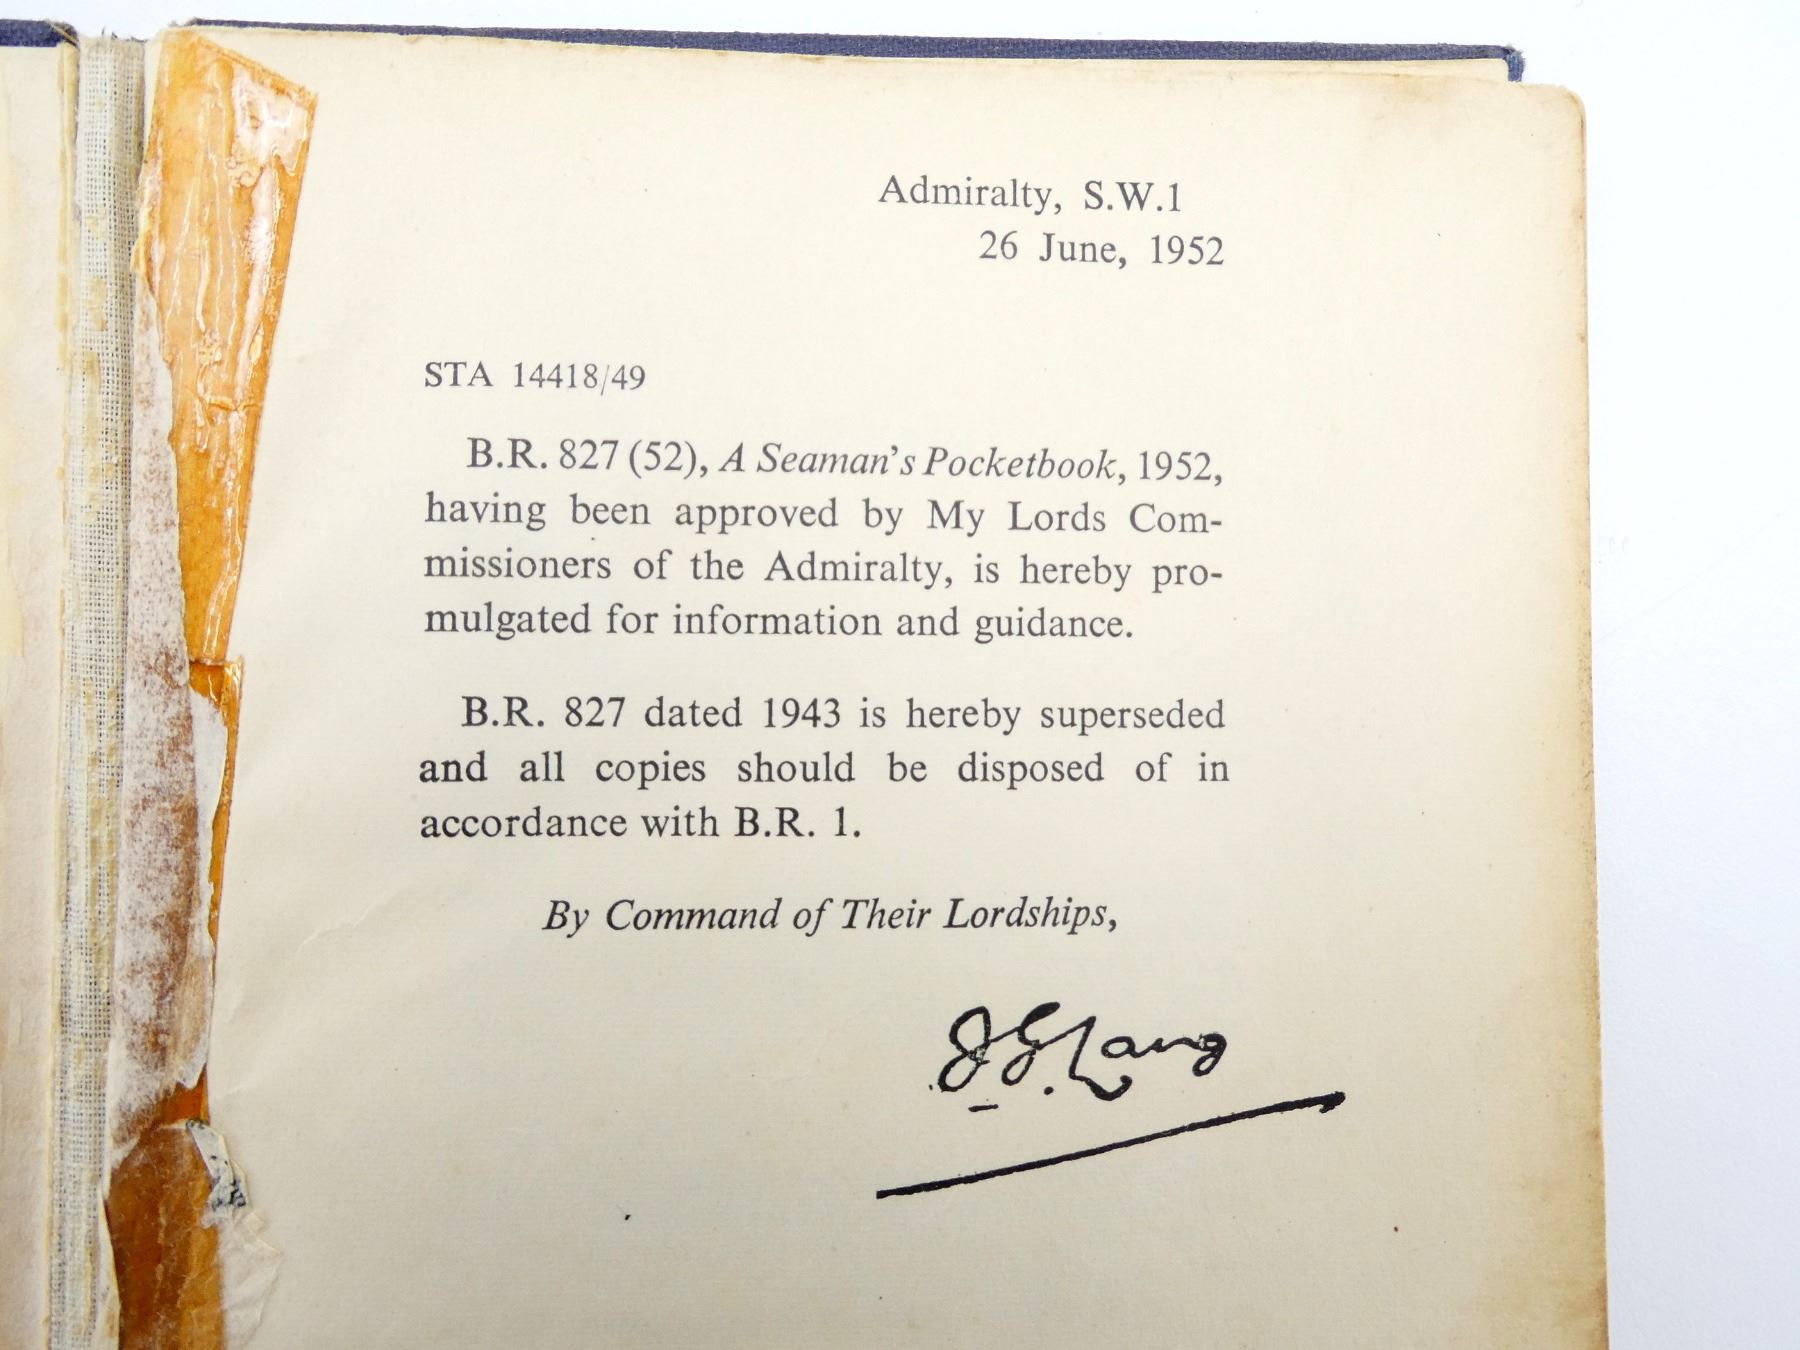 Admiralty, S.W.1
26 June, 1952
STA 14418/49
B.R. 827 (52), A Seaman's Pocketbook, 1952,
having been approved by My Lords Com-
missioners of the Admiralty, is hereby pro-
mulgated for information and guidance.
B.R. 827 dated 1943 is hereby superseded
and all copies should be disposed of in
accordance with B.R. 1.
By Command of Their Lordships,
J.G. Lang